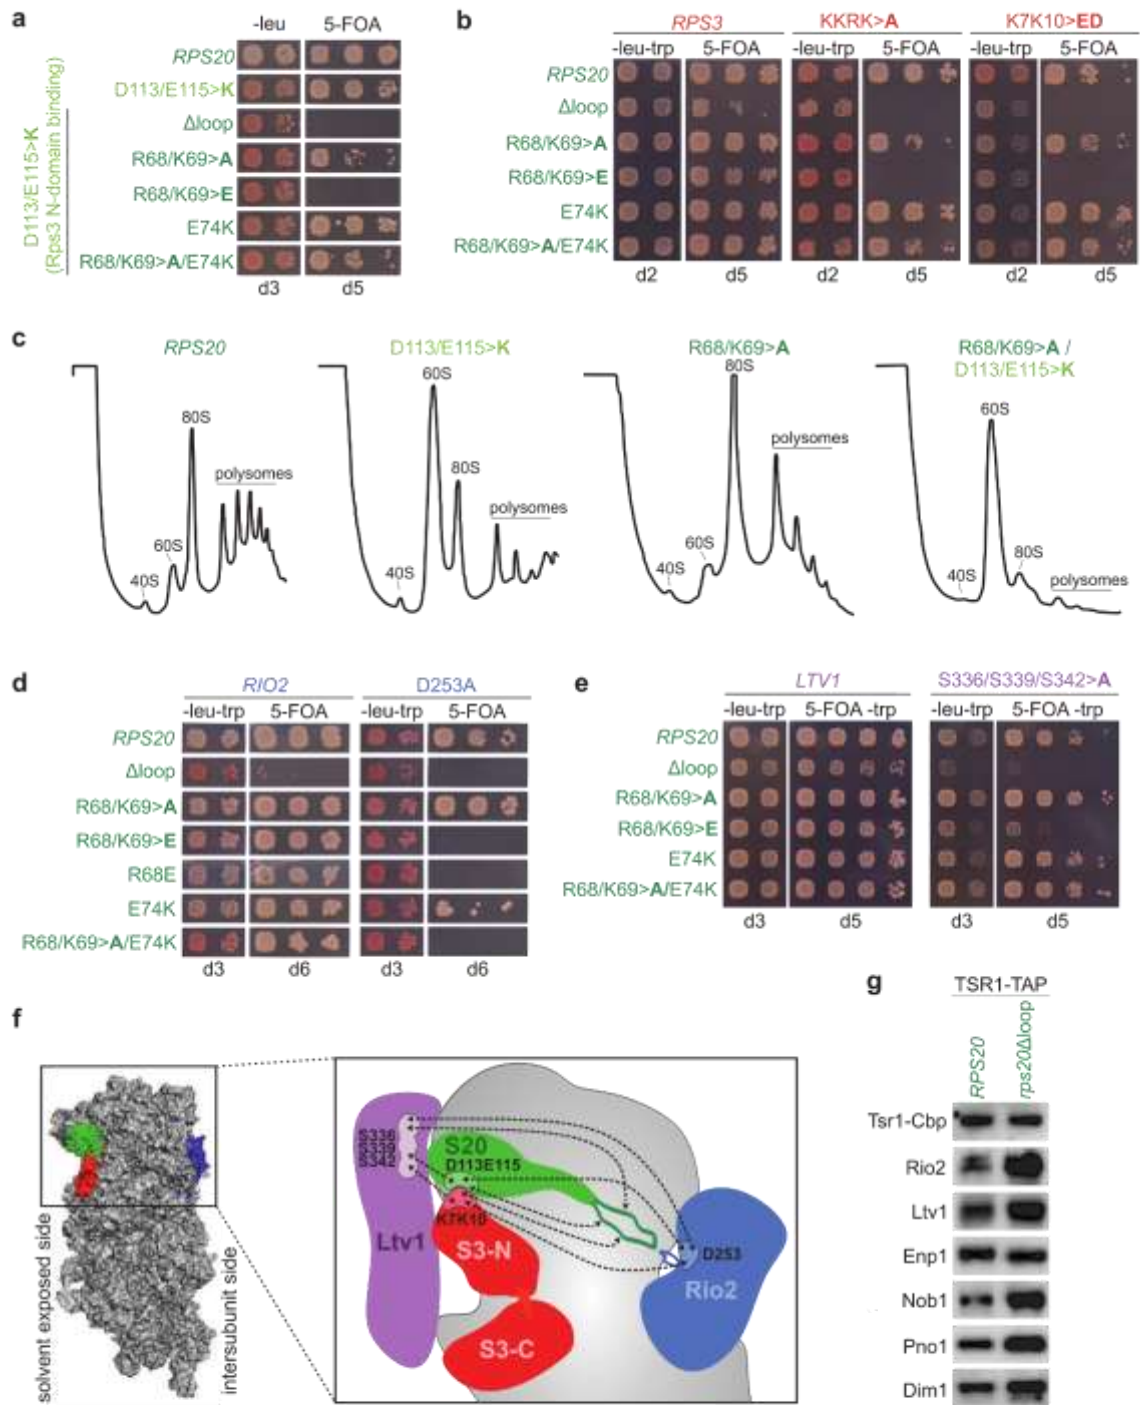 a
-leu 5-FOA
RPS20
D113/E115>K
D113/E115>K
(Rps3 N-domain binding)
Δloop
R68/K69>A
R68/K69>E
E74K
R68/K69>A/E74K
d3 d5
b
RPS3 KKRK>A K7K10>ED
-leu-trp 5-FOA -leu-trp 5-FOA -leu-trp 5-FOA
RPS20
Δloop
R68/K69>A
R68/K69>E
E74K
R68/K69>A/E74K
d2 d5 d2 d5 d2 d5
c
RPS20
40S
60S
80S
polysomes
D113/E115>K
40S
60S
80S
polysomes
R68/K69>A
40S
60S
80S
polysomes
R68/K69>A /
D113/E115>K
40S
60S
80S
polysomes
d
RIO2 D253A
-leu-trp 5-FOA -leu-trp 5-FOA
RPS20
Δloop
R68/K69>A
R68/K69>E
R68E
E74K
R68/K69>A/E74K
d3 d6 d3 d6
e
LTV1 S336/S339/S342>A
-leu-trp 5-FOA -trp -leu-trp 5-FOA -trp
RPS20
Δloop
R68/K69>A
R68/K69>E
E74K
R68/K69>A/E74K
d3 d5 d3 d5
f
solvent exposed side
intersubunit side
S20
D113E115
K7K10
Ltv1
S3-N
S3-C
D253
Rio2
g
TSR1-TAP
RPS20
rps20Δloop
Tsr1-Cbp
Rio2
Ltv1
Enp1
Nob1
Pno1
Dim1